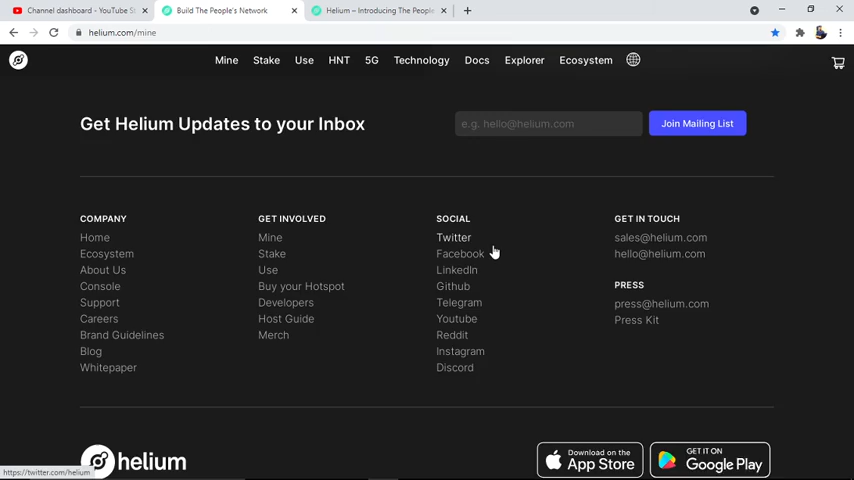 Channel dashboard - YouTube St
Build The People's Network
Helium – Introducing The People
helium.com/mine
Mine Stake Use HNT 5G Technology Docs Explorer Ecosystem
Get Helium Updates to your Inbox
e.g. hello@helium.com
Join Mailing List
COMPANY
Home
Ecosystem
About Us
Console
Support
Careers
Brand Guidelines
Blog
Whitepaper
GET INVOLVED
Mine
Stake
Use
Buy your Hotspot
Developers
Host Guide
Merch
SOCIAL
Twitter
Facebook
LinkedIn
Github
Telegram
Youtube
Reddit
Instagram
Discord
GET IN TOUCH
sales@helium.com
hello@helium.com
PRESS
press@helium.com
Press Kit
helium
Download on the
App Store
GET IT ON
Google Play
https://twitter.com/helium